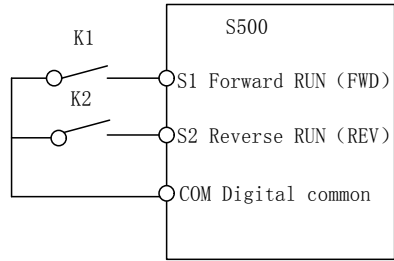 S500
K1
S1 Forward RUN（FWD）
K2
S2 Reverse RUN（REV）
COM Digital common